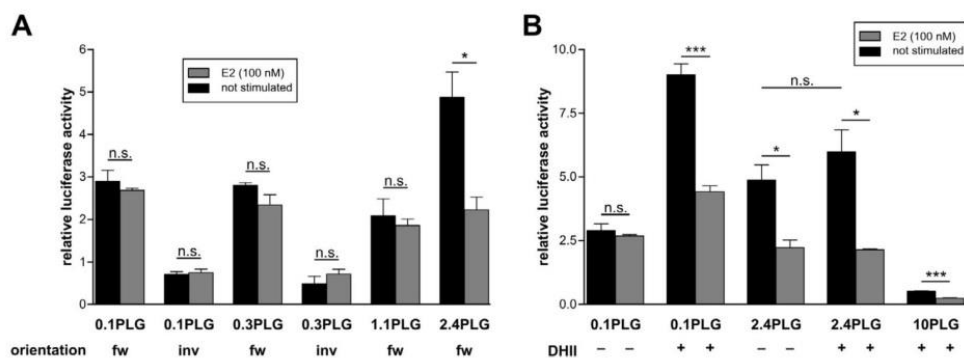 A
relative luciferase activity
6
5
4
3
2
1
0
E2 (100 nM)
not stimulated
n.s.
n.s.
n.s.
n.s.
n.s.
*
0.1PLG 0.1PLG 0.3PLG 0.3PLG 1.1PLG 2.4PLG
orientation fw inv fw inv fw fw
B
relative luciferase activity
10.0
7.5
5.0
2.5
0.0
E2 (100 nM)
not stimulated
n.s.
***
*
n.s.
*
***
0.1PLG 0.1PLG 2.4PLG 2.4PLG 10PLG
DHII – – + + – – + + + +